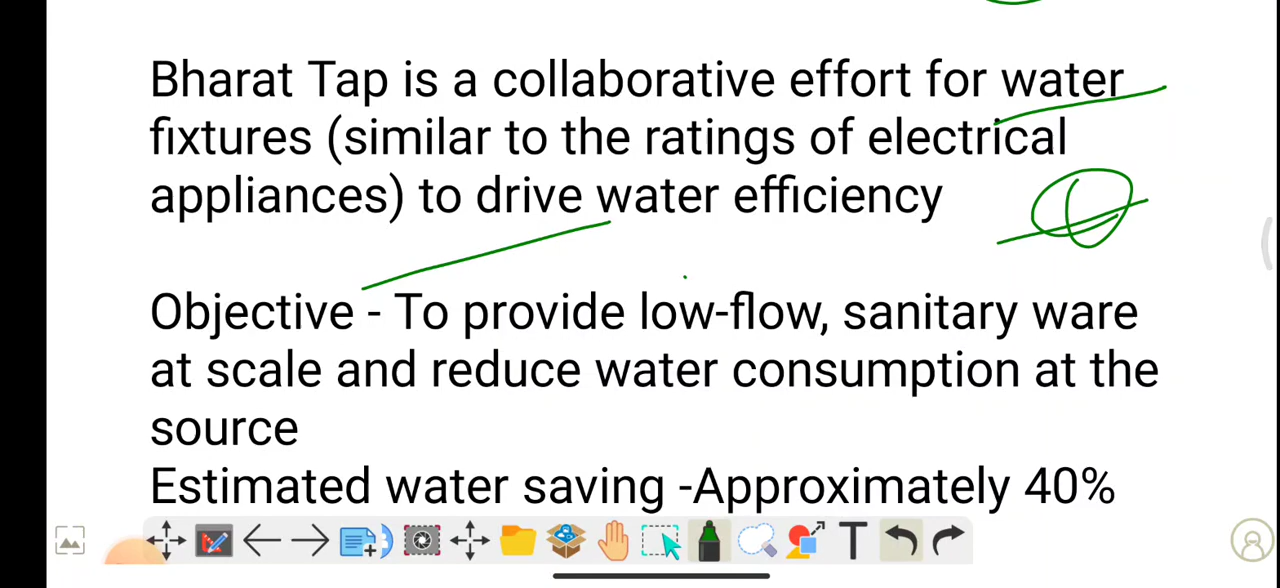 Bharat Tap is a collaborative effort for water
fixtures (similar to the ratings of electrical
appliances) to drive water efficiency
Objective - To provide low-flow, sanitary ware
at scale and reduce water consumption at the
source
Estimated water saving -Approximately 40%
T